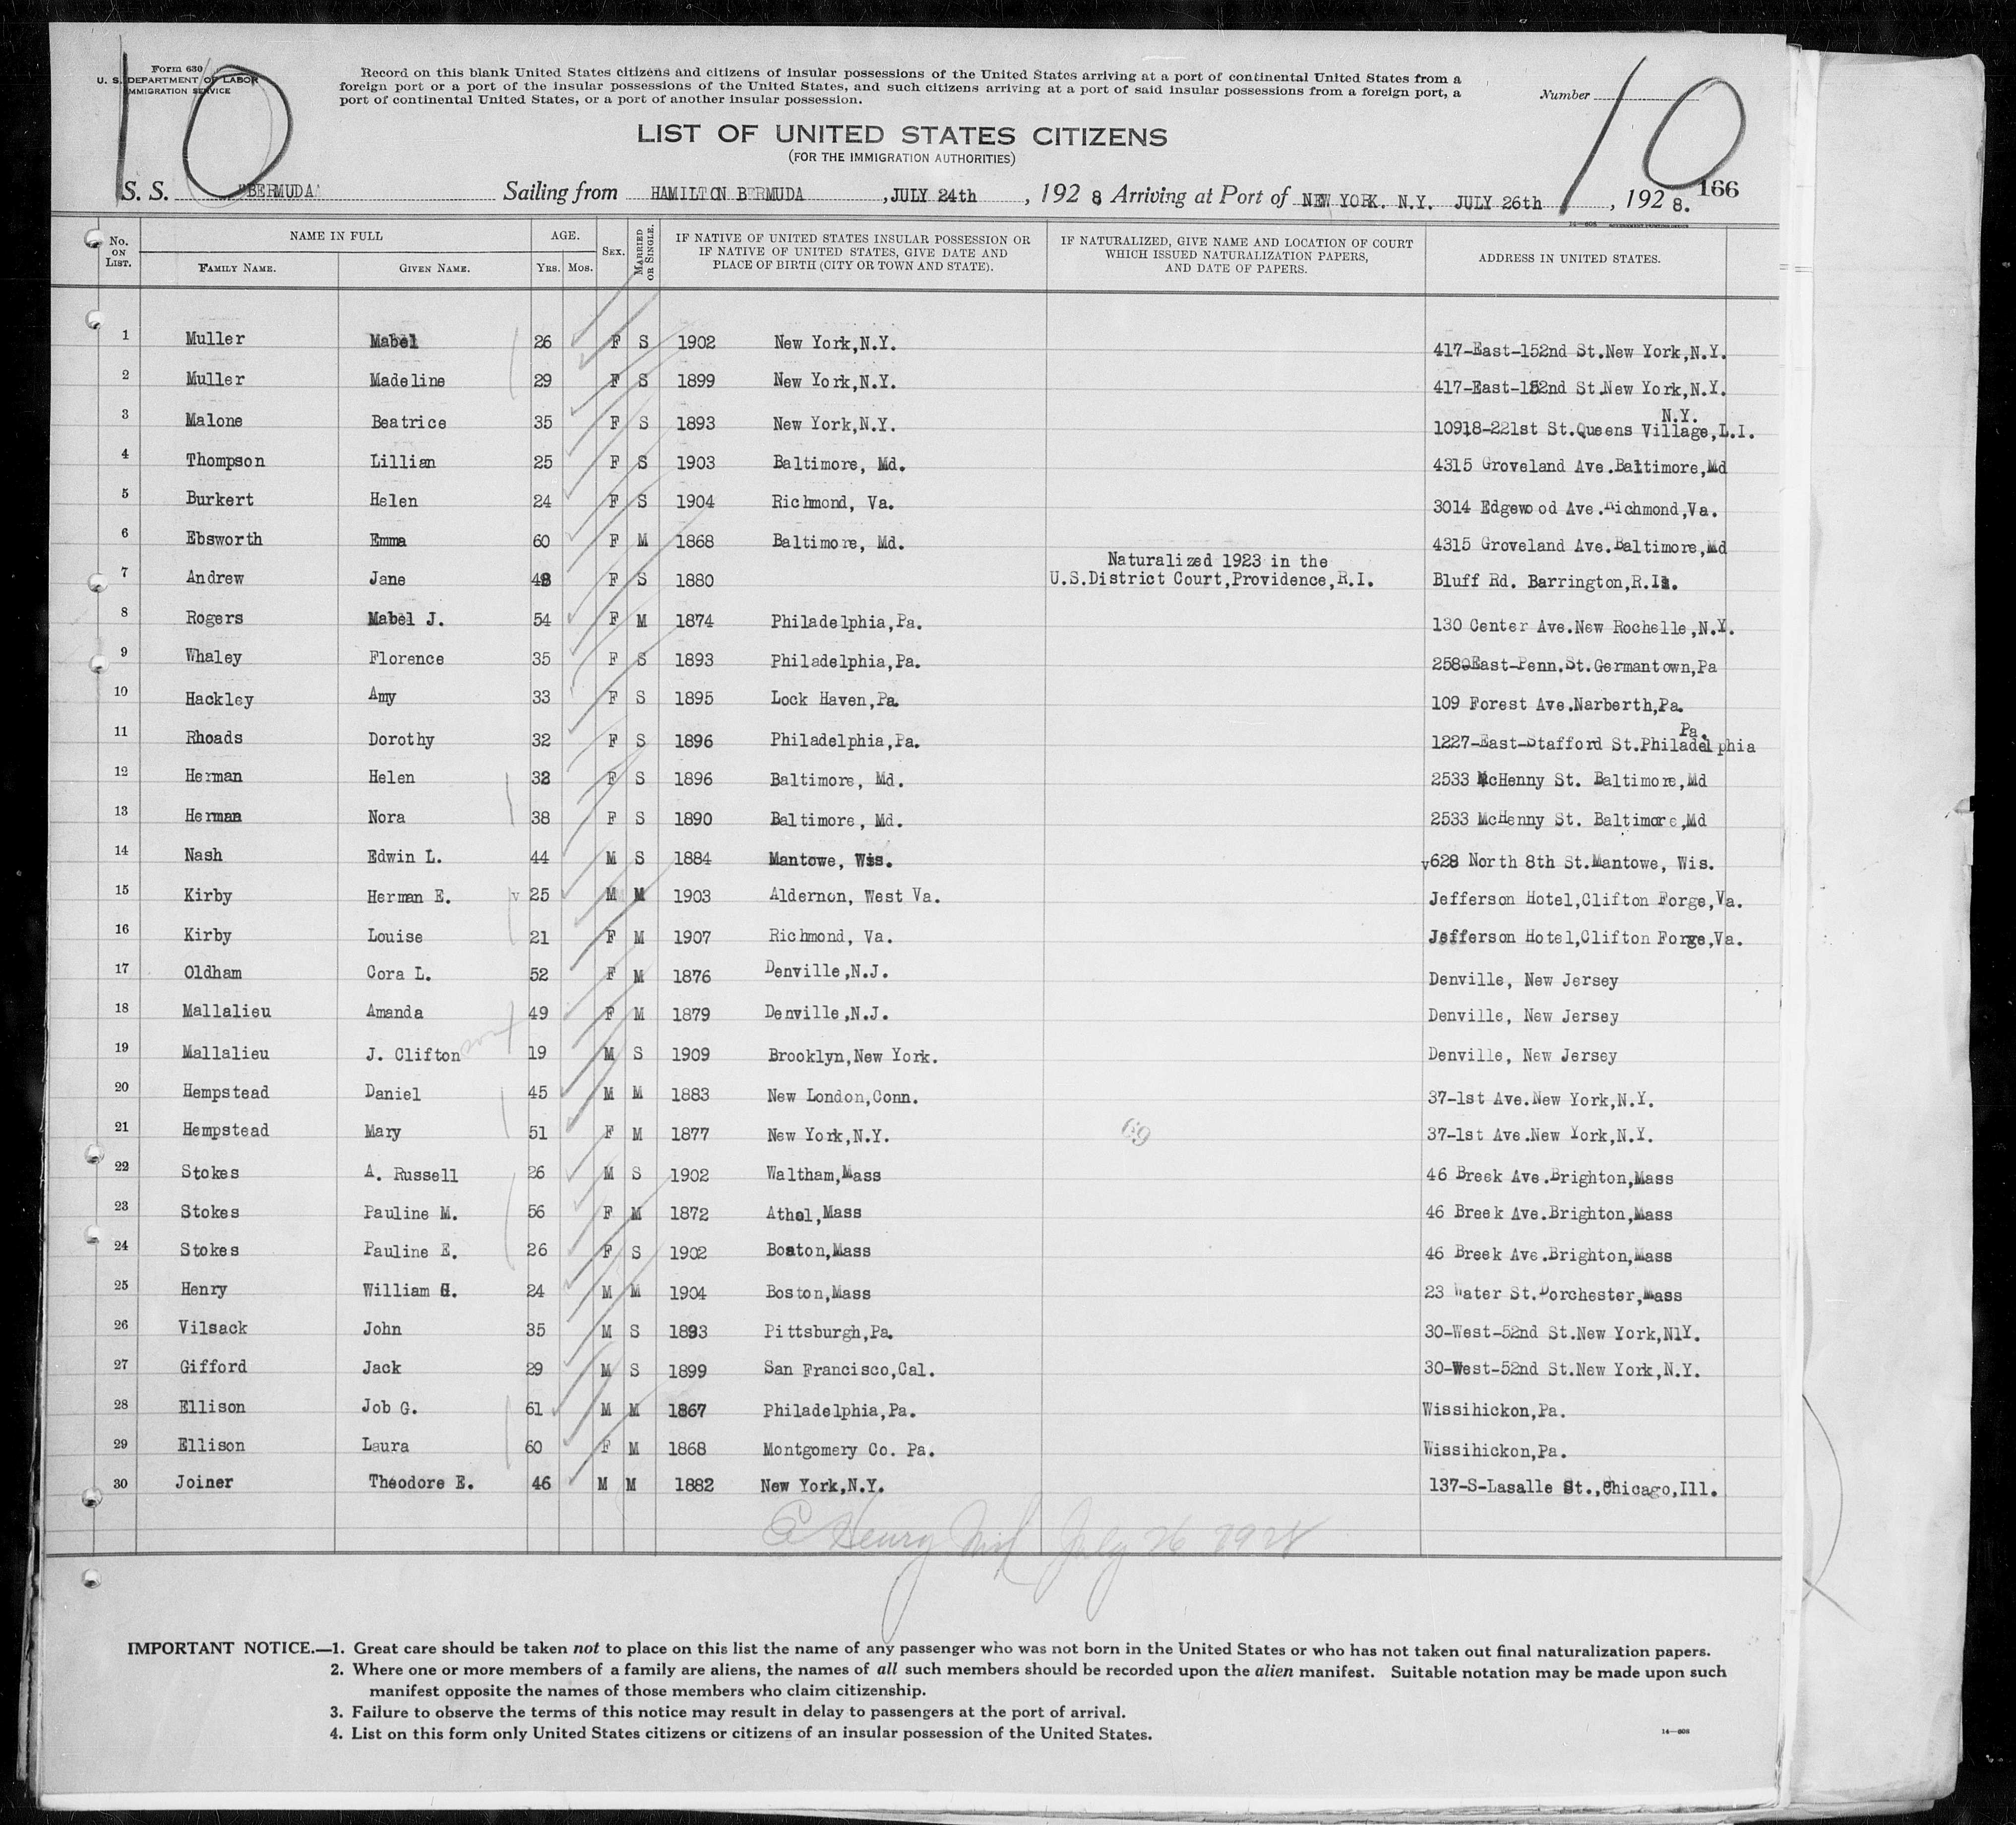 10
10
Form 630
U. S. DEPARTMENT OF LABOR
IMMIGRATION SERVICE
Record on this blank United States citizens and citizens of insular possessions of the United States arriving at a port of continental United States from a
foreign port or a port of the insular possessions of the United States, and such citizens arriving at a port of said insular possessions from a foreign port, a
port of continental United States, or a port of another insular possession.
Number
LIST OF UNITED STATES CITIZENS
(FOR THE IMMIGRATION AUTHORITIES)
S. S. "BERMUDA" Sailing from HAMILTON BERMUDA , JULY 24th , 1928 Arriving at Port of NEW YORK. N.Y. JULY 26th , 1928. 166
No. ON LIST. NAME IN FULL FAMILY NAME. GIVEN NAME. AGE. YRS. MOS. SEX. MARRIED OR SINGLE. IF NATIVE OF UNITED STATES INSULAR POSSESSION OR IF NATIVE OF UNITED STATES, GIVE DATE AND PLACE OF BIRTH (CITY OR TOWN AND STATE). IF NATURALIZED, GIVE NAME AND LOCATION OF COURT WHICH ISSUED NATURALIZATION PAPERS, AND DATE OF PAPERS. ADDRESS IN UNITED STATES.
1 Muller Mabel 26 F S 1902 New York,N.Y. 417-East-152nd St.New York,N.Y.
2 Muller Madeline 29 F S 1899 New York,N.Y. 417-East-152nd St.New York,N.Y.
3 Malone Beatrice 35 F S 1893 New York,N.Y. 10918-221st St.Queens Village,L.I. N.Y.
4 Thompson Lillian 25 F S 1903 Baltimore, Md. 4315 Groveland Ave.Baltimore,Md
5 Burkert Helen 24 F S 1904 Richmond, Va. 3014 Edgewood Ave.Richmond,Va.
6 Ebsworth Emma 60 F M 1868 Baltimore, Md. 4315 Groveland Ave.Baltimore,Md
7 Andrew Jane 48 F S 1880 Naturalized 1923 in the U.S.District Court,Providence,R.I. Bluff Rd. Barrington,R.I.
8 Rogers Mabel J. 54 F M 1874 Philadelphia,Pa. 130 Center Ave.New Rochelle,N.Y.
9 Whaley Florence 35 F S 1893 Philadelphia,Pa. East-Penn.St.Germantown,Pa
10 Hackley Amy 33 F S 1895 Lock Haven,Pa. 109 Forest Ave.Narberth,Pa.
11 Rhoads Dorothy 32 F S 1896 Philadelphia,Pa. 1227-East-Stafford St.Philadelphia Pa.
12 Herman Helen 32 F S 1896 Baltimore, Md. 2533 McHenny St. Baltimore,Md
13 Herman Nora 38 F S 1890 Baltimore, Md. 2533 McHenny St. Baltimore,Md
14 Nash Edwin L. 44 M S 1884 Mantowe, Wis. 628 North 8th St.Mantowe, Wis.
15 Kirby Herman E. v 25 M M 1903 Aldernon, West Va. Jefferson Hotel,Clifton Forge,Va.
16 Kirby Louise 21 F M 1907 Richmond, Va. Jefferson Hotel,Clifton Forge,Va.
17 Oldham Cora L. 52 F M 1876 Denville,N.J. Denville, New Jersey
18 Mallalieu Amanda 49 F M 1879 Denville,N.J. Denville, New Jersey
19 Mallalieu J. Clifton son 19 M S 1909 Brooklyn,New York. Denville, New Jersey
20 Hempstead Daniel 45 M M 1883 New London,Conn. 37-1st Ave.New York,N.Y.
21 Hempstead Mary 51 F M 1877 New York,N.Y. 69 37-1st Ave.New York,N.Y.
22 Stokes A. Russell 26 M S 1902 Waltham,Mass 46 Breek Ave.Brighton,Mass
23 Stokes Pauline M. 56 F M 1872 Athol,Mass 46 Breek Ave.Brighton,Mass
24 Stokes Pauline E. 26 F S 1902 Boston,Mass 46 Breek Ave.Brighton,Mass
25 Henry William G. 24 M M 1904 Boston,Mass 23 Water St.Dorchester,Mass
26 Vilsack John 35 M S 1893 Pittsburgh,Pa. 30-West-52nd St.New York,N1Y.
27 Gifford Jack 29 M S 1899 San Francisco,Cal. 30-West-52nd St.New York,N.Y.
28 Ellison Job G. 61 M M 1867 Philadelphia,Pa. Wissihickon,Pa.
29 Ellison Laura 60 F M 1868 Montgomery Co. Pa. Wissihickon,Pa.
30 Joiner Theodore E. 46 M M 1882 New York,N.Y. 137-S-Lasalle St.,Chicago,Ill.
Henry July 26 1928
IMPORTANT NOTICE.—1. Great care should be taken not to place on this list the name of any passenger who was not born in the United States or who has not taken out final naturalization papers.
2. Where one or more members of a family are aliens, the names of all such members should be recorded upon the alien manifest. Suitable notation may be made upon such
manifest opposite the names of those members who claim citizenship.
3. Failure to observe the terms of this notice may result in delay to passengers at the port of arrival.
4. List on this form only United States citizens or citizens of an insular possession of the United States.
14—608